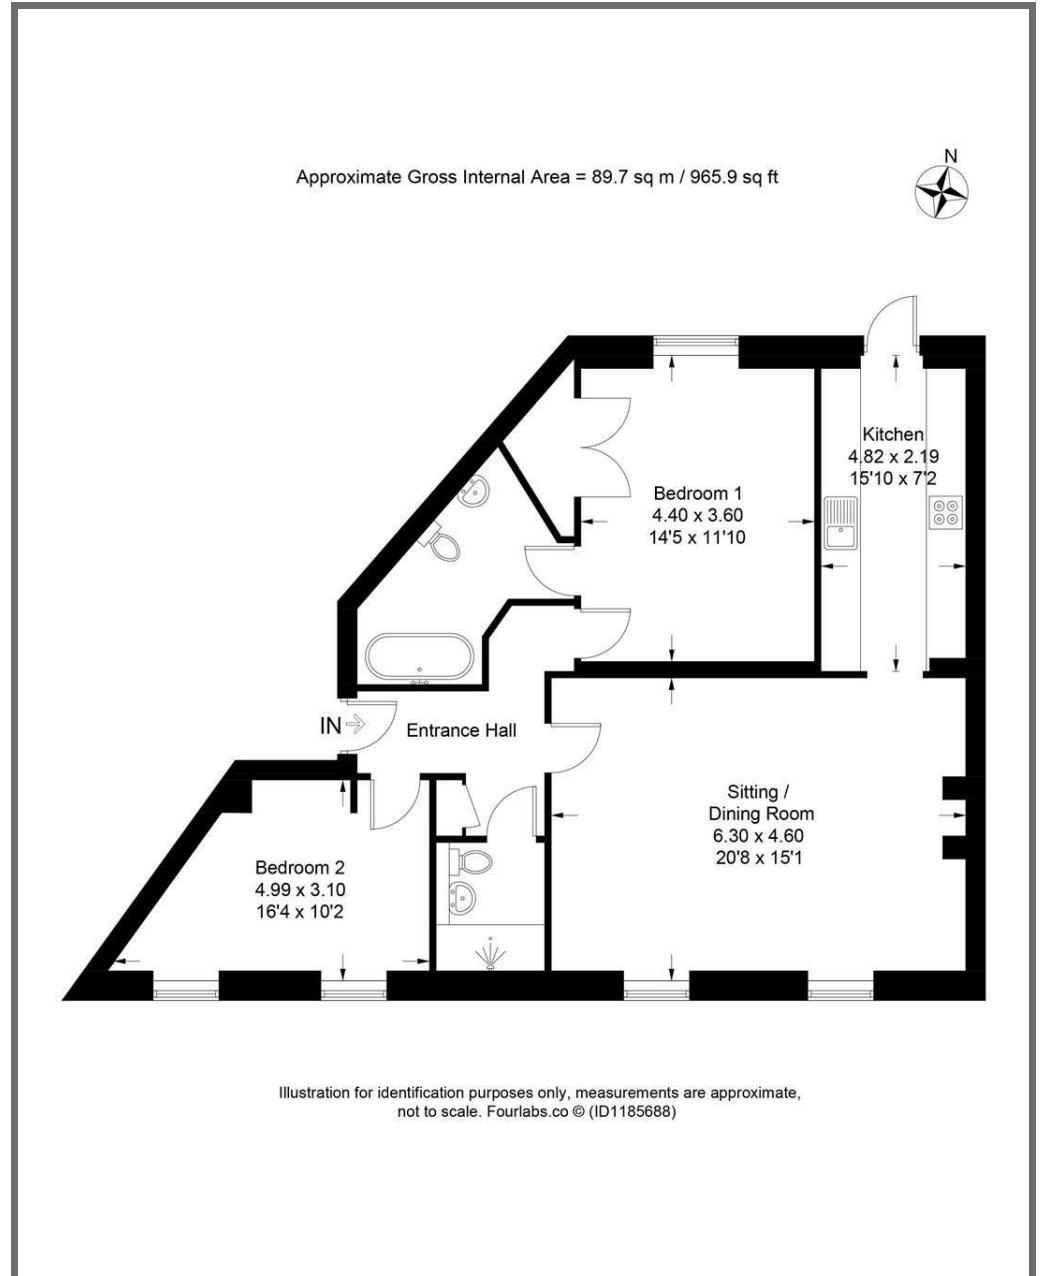 N
Approximate Gross Internal Area = 89.7 sq m / 965.9 sq ft
Kitchen
4.82 x 2.19
15'10 x 7'2
Bedroom 1
4.40 x 3.60
14'5 x 11'10
IN
Entrance Hall
Sitting /
Dining Room
6.30 x 4.60
20'8 x 15'1
Bedroom 2
4.99 x 3.10
16'4 x 10'2
Illustration for identification purposes only, measurements are approximate,
not to scale. Fourlabs.co © (ID1185688)